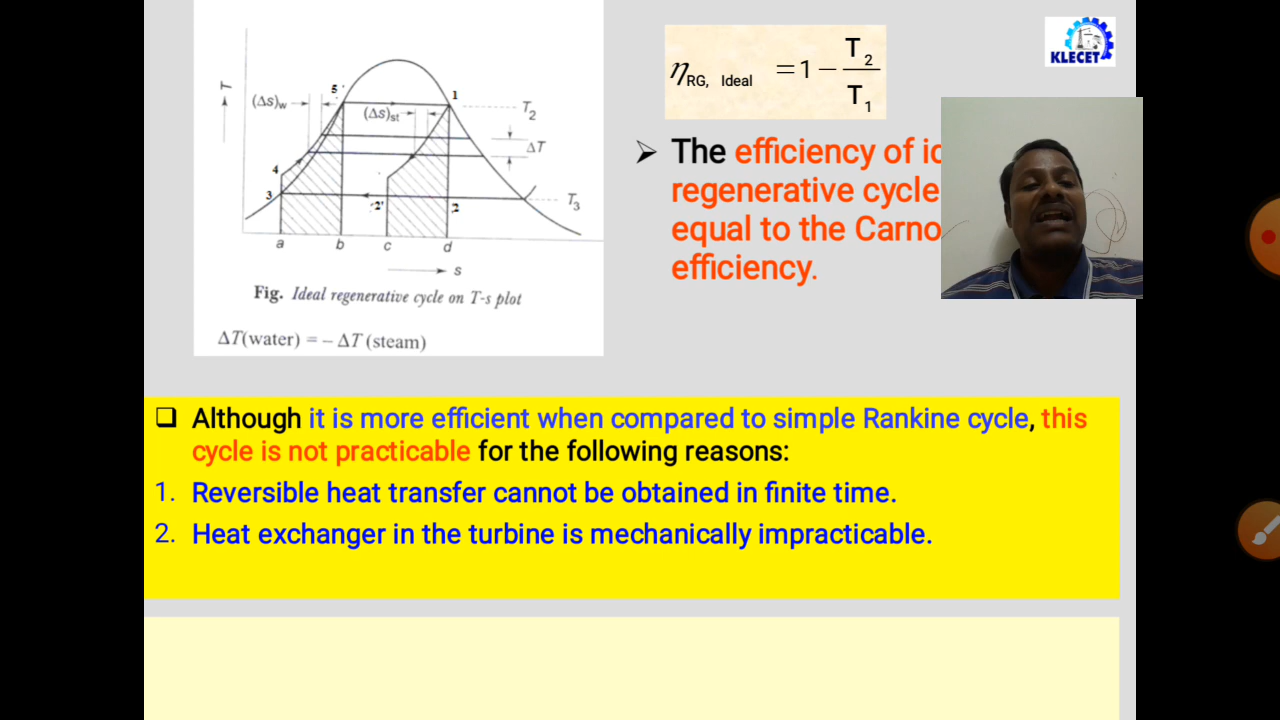 T
5'
1
(Δs)w
(Δs)st
T2
ΔT
4
3
2'
2
T3
a b c d
s
Fig. Ideal regenerative cycle on T-s plot
ΔT(water) = – ΔT (steam)
ηRG, Ideal = 1 – T2 / T1
KLECET
➢ The efficiency of
regenerative cycle
equal to the
efficiency.
❑ Although it is more efficient when compared to simple Rankine cycle, this
cycle is not practicable for the following reasons:
1. Reversible heat transfer cannot be obtained in finite time.
2. Heat exchanger in the turbine is mechanically impracticable.